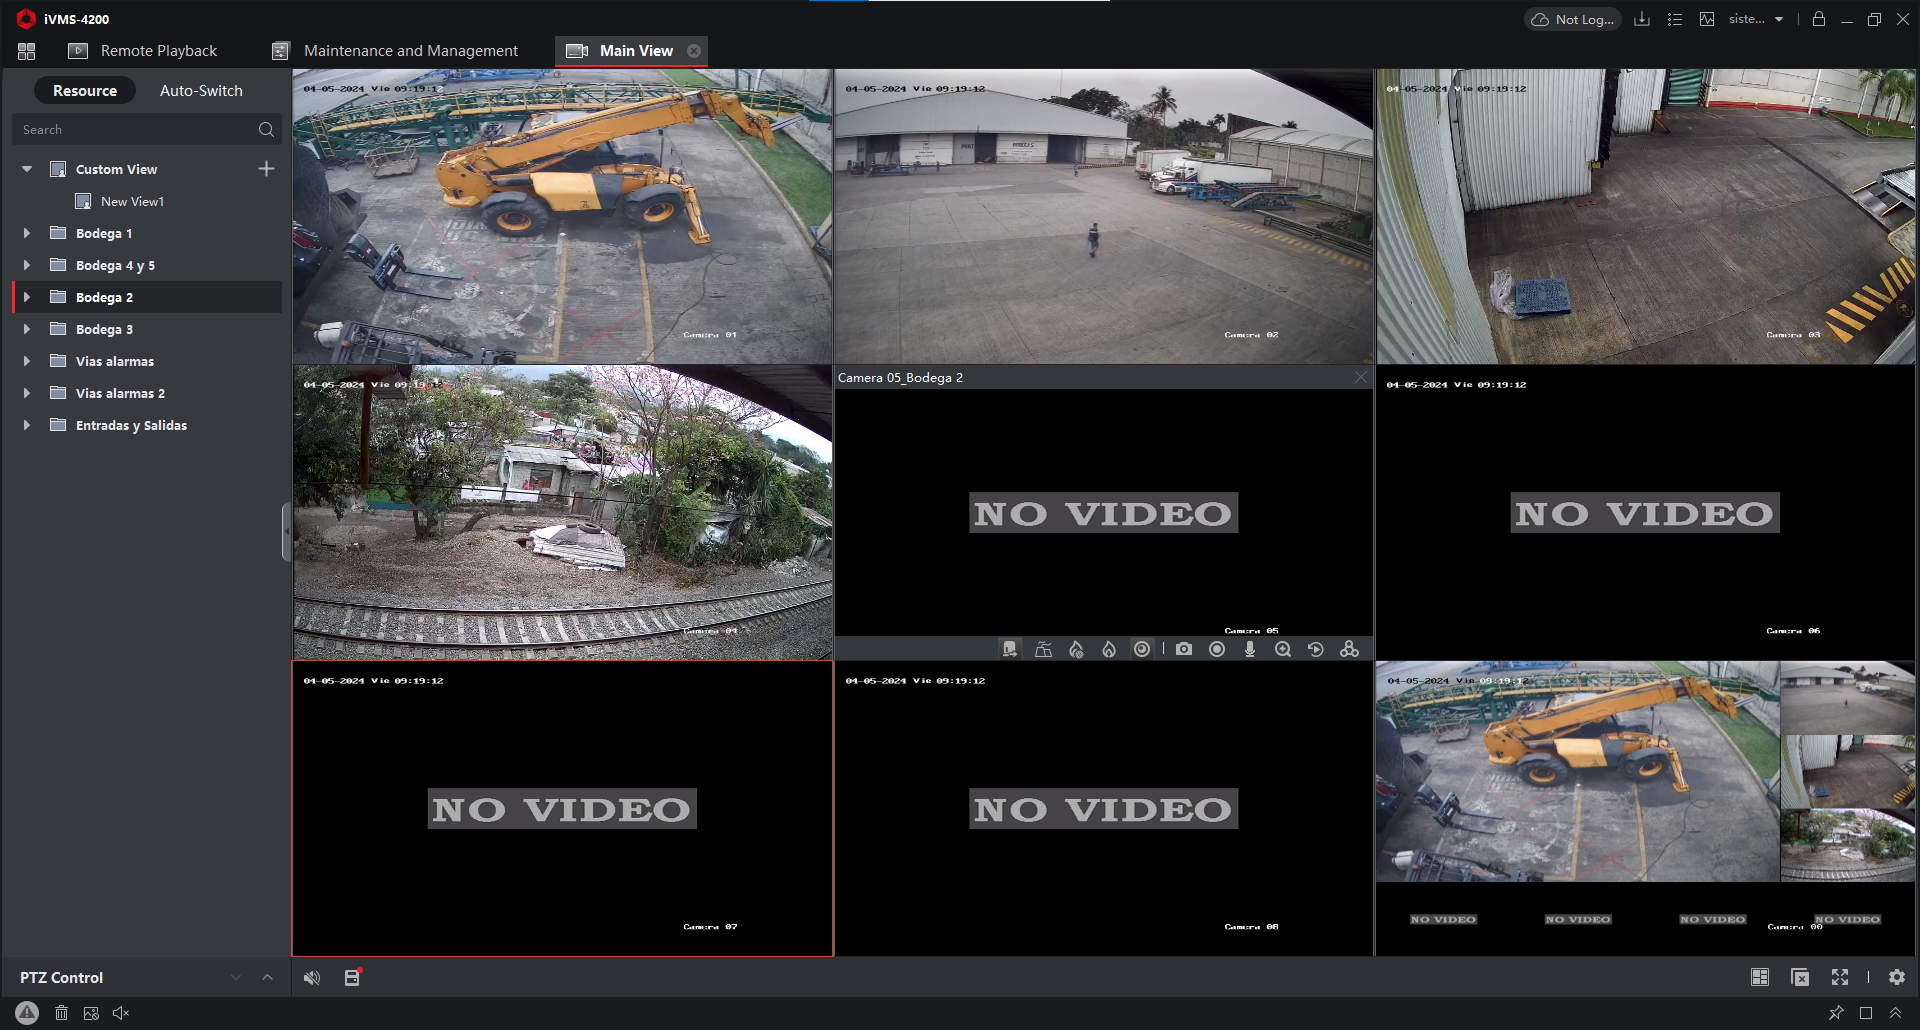 iVMS-4200
Not Log...
siste...
Remote Playback
Maintenance and Management
Main View
Resource
Auto-Switch
Search
Custom View
New View1
Bodega 1
Bodega 4 y 5
Bodega 2
Bodega 3
Vias alarmas
Vias alarmas 2
Entradas y Salidas
PTZ Control
04-05-2024 Vie 09:19:12
Camera 01
04-05-2024 Vie 09:19:12
Camera 02
04-05-2024 Vie 09:19:12
Camera 03
04-05-2024 Vie 09:19:12
Camera 04
Camera 05_Bodega 2
NO VIDEO
Camera 05
04-05-2024 Vie 09:19:12
NO VIDEO
Camera 06
04-05-2024 Vie 09:19:12
NO VIDEO
Camera 07
04-05-2024 Vie 09:19:12
NO VIDEO
Camera 08
04-05-2024 Vie 09:19:12
NO VIDEO
NO VIDEO
NO VIDEO
NO VIDEO
Camera 00